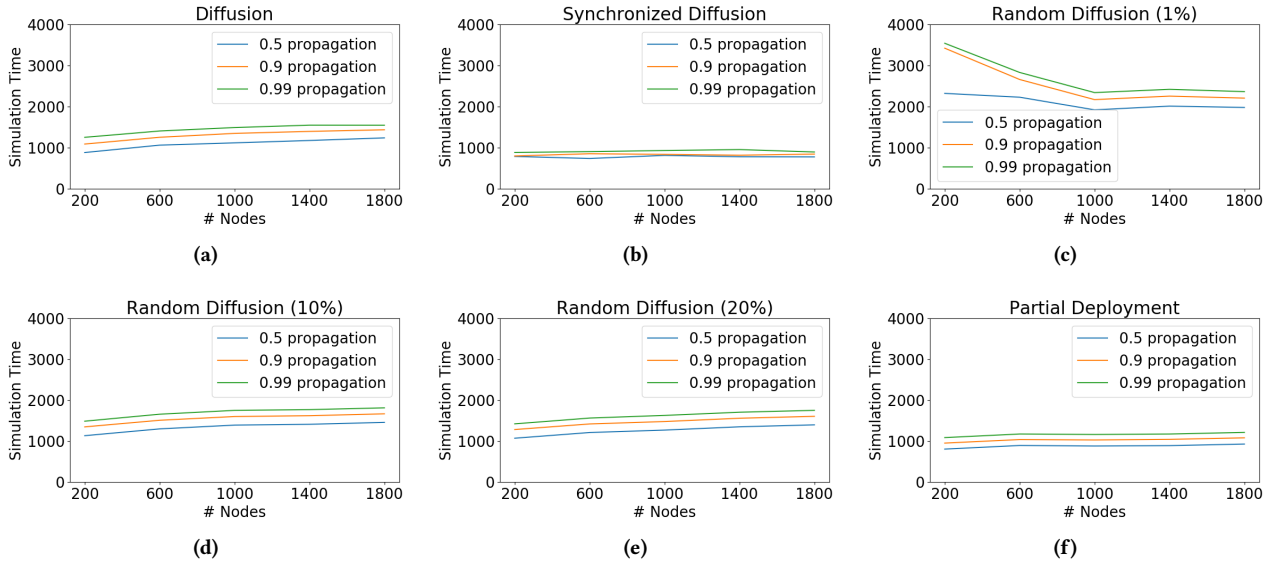 Diffusion
4000
3000
2000
1000
0
Simulation Time
0.5 propagation
0.9 propagation
0.99 propagation
200 600 1000 1400 1800
# Nodes
(a)
Synchronized Diffusion
4000
3000
2000
1000
0
Simulation Time
0.5 propagation
0.9 propagation
0.99 propagation
200 600 1000 1400 1800
# Nodes
(b)
Random Diffusion (1%)
4000
3000
2000
1000
0
Simulation Time
0.5 propagation
0.9 propagation
0.99 propagation
200 600 1000 1400 1800
# Nodes
(c)
Random Diffusion (10%)
4000
3000
2000
1000
0
Simulation Time
0.5 propagation
0.9 propagation
0.99 propagation
200 600 1000 1400 1800
# Nodes
(d)
Random Diffusion (20%)
4000
3000
2000
1000
0
Simulation Time
0.5 propagation
0.9 propagation
0.99 propagation
200 600 1000 1400 1800
# Nodes
(e)
Partial Deployment
4000
3000
2000
1000
0
Simulation Time
0.5 propagation
0.9 propagation
0.99 propagation
200 600 1000 1400 1800
# Nodes
(f)